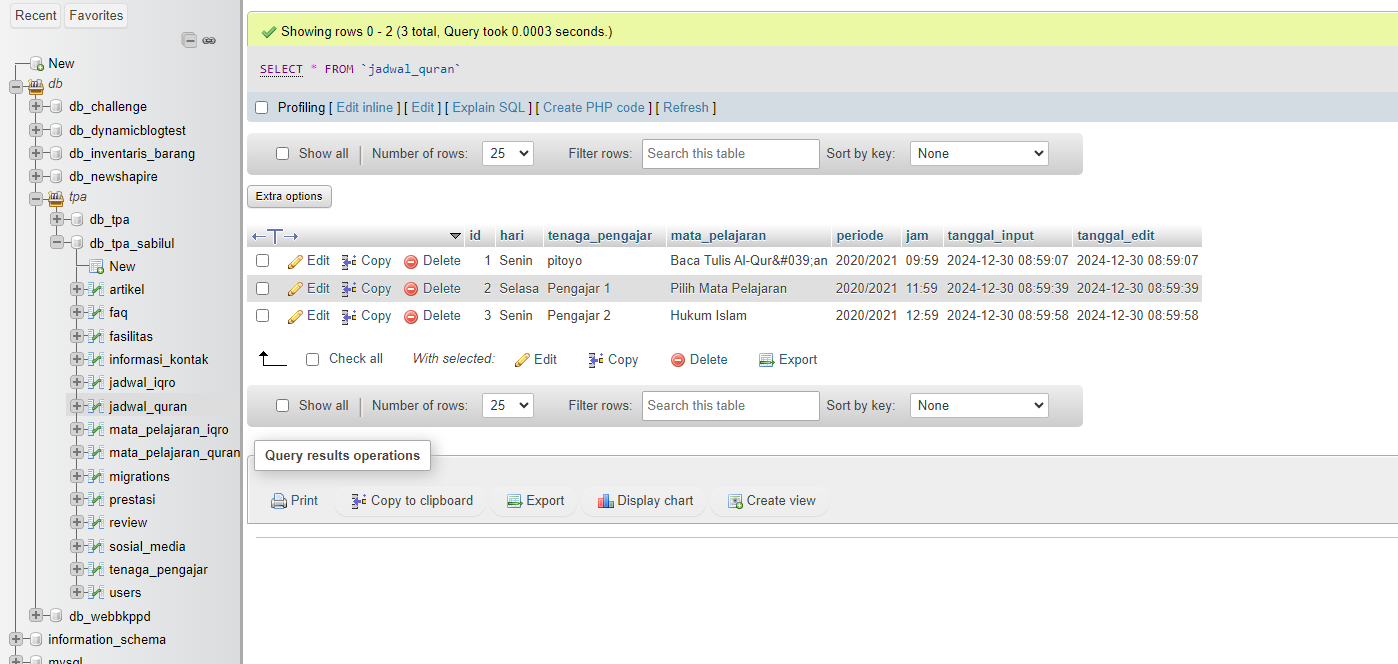 Recent Favorites
New
db
db_challenge
db_dynamicblogtest
db_inventaris_barang
db_newshapire
tpa
db_tpa
db_tpa_sabilul
New
artikel
faq
fasilitas
informasi_kontak
jadwal_iqro
jadwal_quran
mata_pelajaran_iqro
mata_pelajaran_quran
migrations
prestasi
review
sosial_media
tenaga_pengajar
users
db_webbkppd
information_schema
mysql
Showing rows 0 - 2 (3 total, Query took 0.0003 seconds.)
SELECT * FROM `jadwal_quran`
Profiling [ Edit inline ] [ Edit ] [ Explain SQL ] [ Create PHP code ] [ Refresh ]
Show all Number of rows: 25 Filter rows: Search this table Sort by key: None
Extra options
id hari tenaga_pengajar mata_pelajaran periode jam tanggal_input tanggal_edit
Edit Copy Delete 1 Senin pitoyo Baca Tulis Al-Qur&#039;an 2020/2021 09:59 2024-12-30 08:59:07 2024-12-30 08:59:07
Edit Copy Delete 2 Selasa Pengajar 1 Pilih Mata Pelajaran 2020/2021 11:59 2024-12-30 08:59:39 2024-12-30 08:59:39
Edit Copy Delete 3 Senin Pengajar 2 Hukum Islam 2020/2021 12:59 2024-12-30 08:59:58 2024-12-30 08:59:58
Check all With selected: Edit Copy Delete Export
Show all Number of rows: 25 Filter rows: Search this table Sort by key: None
Query results operations
Print Copy to clipboard Export Display chart Create view